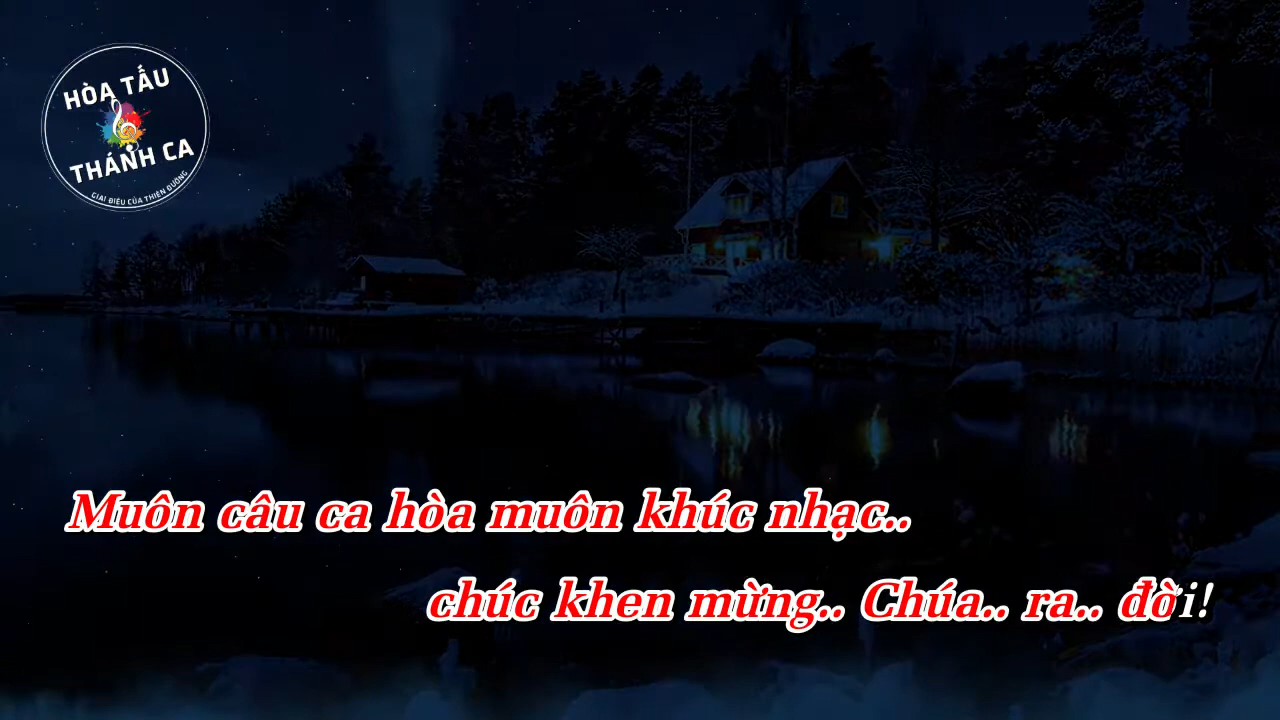 HÒA TẤU
THÁNH CA
GIAI ĐIỆU CỦA THIÊN ĐƯỜNG
Muôn câu ca hòa muôn khúc nhạc..
chúc khen mừng.. Chúa.. ra.. đời!